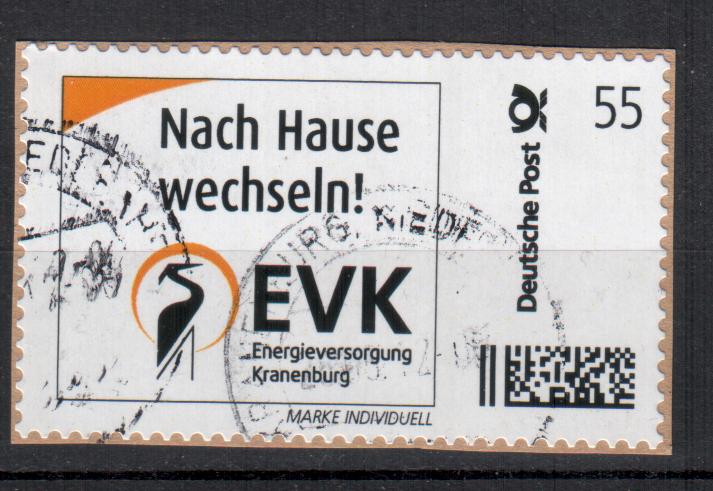 Nach Hause
wechseln!
EVK
Energieversorgung
Kranenburg
MARKE INDIVIDUELL
Deutsche Post
55